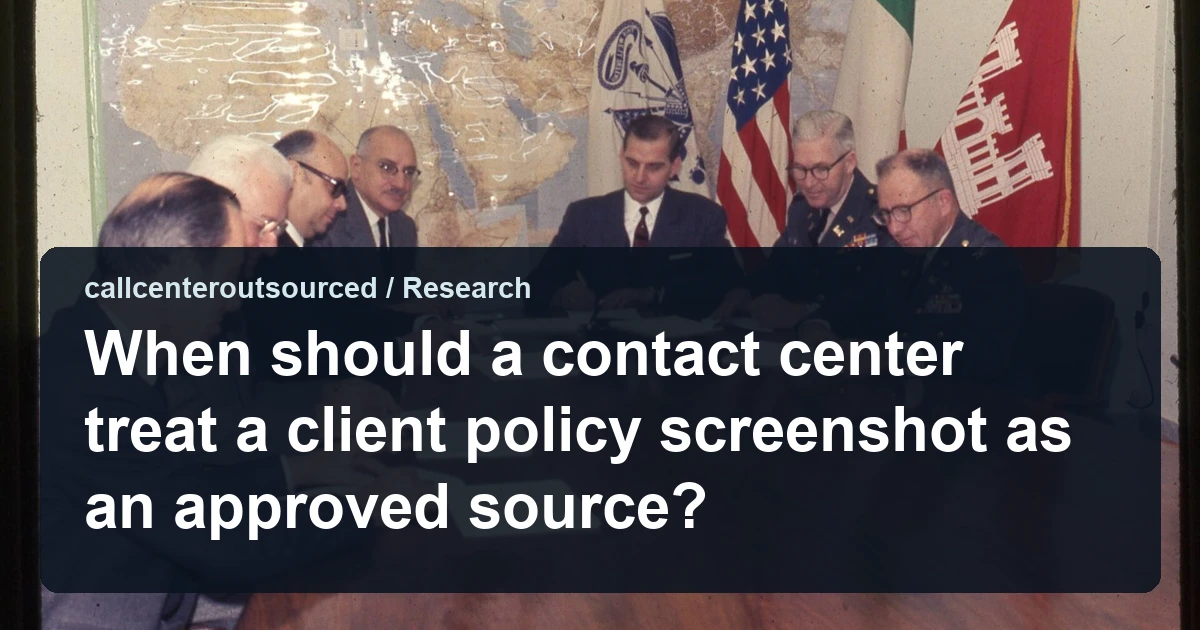 callcenteroutsourced / Research
When should a contact center
treat a client policy screenshot as
an approved source?